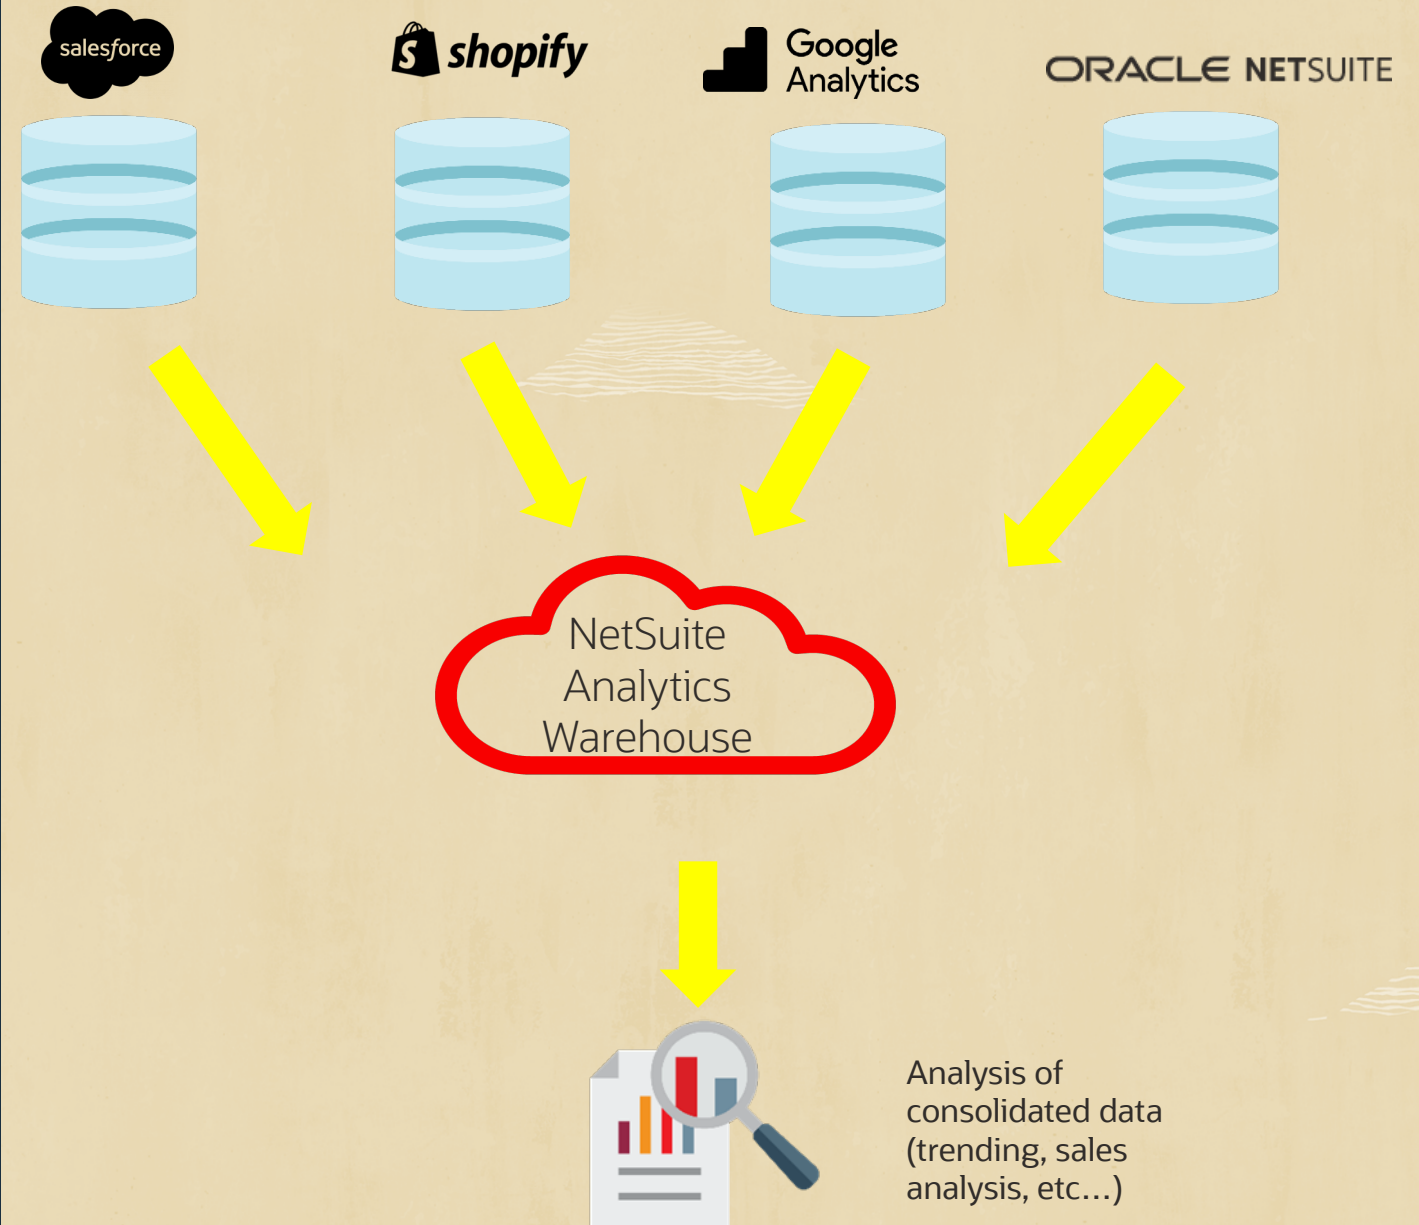 salesforce
shopify
Google
Analytics
ORACLE NETSUITE
NetSuite
Analytics
Warehouse
Analysis of
consolidated data
(trending, sales
analysis, etc...)